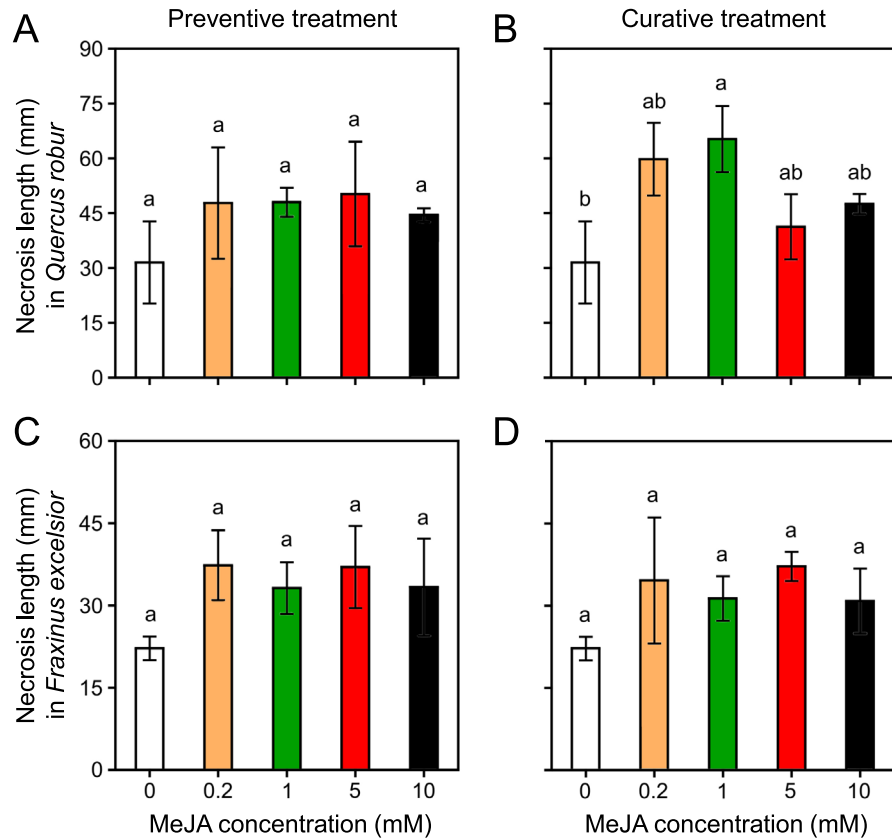 A
Preventive treatment
B
Curative treatment
Necrosis length (mm)
in Quercus robur
90
75
60
45
30
15
0
a
a
a
a
a
b
ab
a
ab
ab
C
D
Necrosis length (mm)
in Fraxinus excelsior
60
45
30
15
0
a
a
a
a
a
a
a
a
a
a
0 0.2 1 5 10
0 0.2 1 5 10
MeJA concentration (mM)
MeJA concentration (mM)